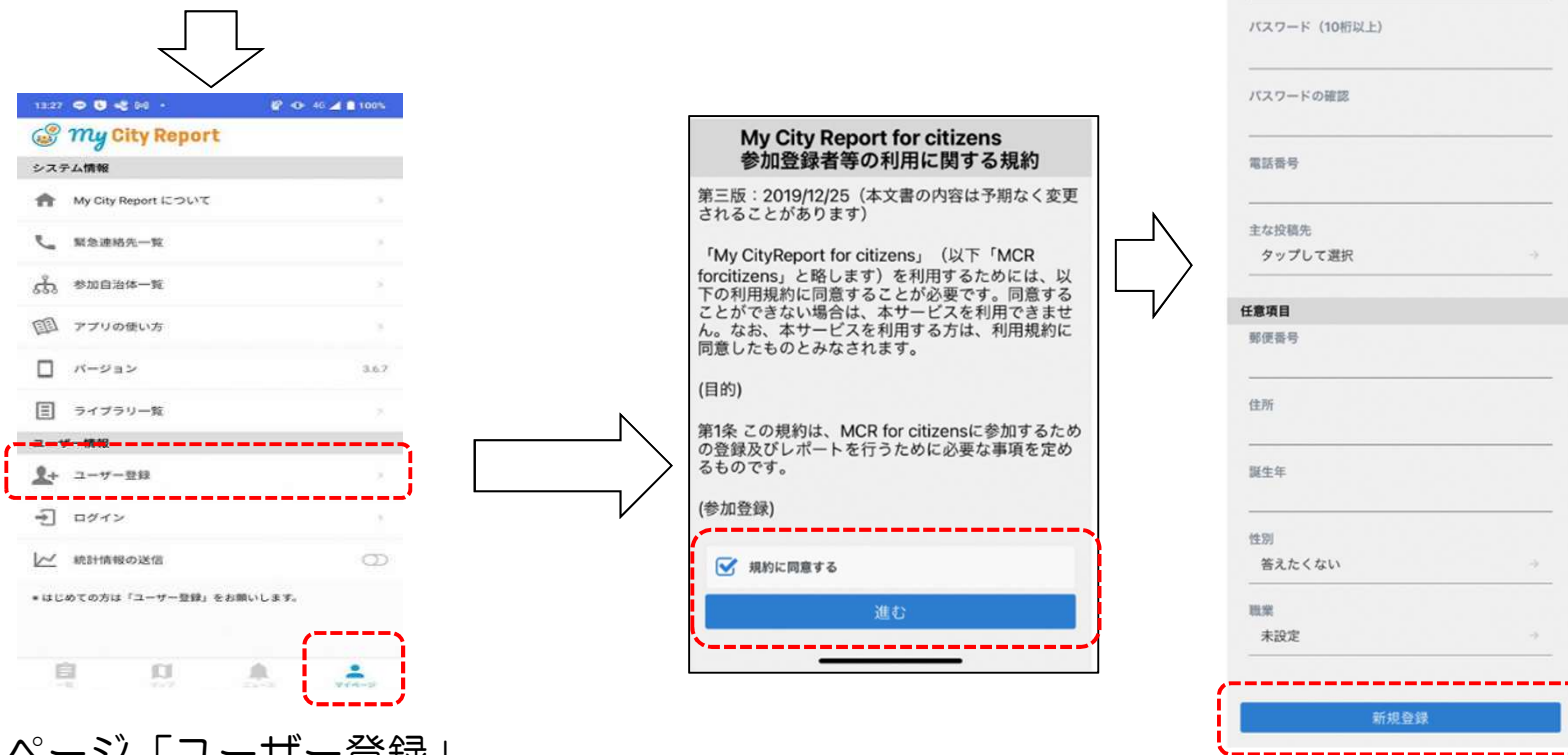 13:27
4G 100%
My City Report
システム情報
My City Report について
緊急連絡先一覧
参加自治体一覧
アプリの使い方
バージョン 3.6.7
ライブラリ一覧
ユーザー情報
ユーザー登録
ログイン
統計情報の送信
* はじめての方は「ユーザー登録」をお願いします。
一覧 マップ ニュース マイページ
ページ「ユーザー登録」
My City Report for citizens
参加登録者等の利用に関する規約
第三版：2019/12/25（本文書の内容は予期なく変更
されることがあります）
「My CityReport for citizens」（以下「MCR
forcitizens」と略します）を利用するためには、以
下の利用規約に同意することが必要です。同意する
ことができない場合は、本サービスを利用できませ
ん。なお、本サービスを利用する方は、利用規約に
同意したものとみなされます。
(目的)
第1条 この規約は、MCR for citizensに参加するため
の登録及びレポートを行うために必要な事項を定め
るものです。
(参加登録)
規約に同意する
進む
パスワード（10桁以上）
パスワードの確認
電話番号
主な投稿先
タップして選択
任意項目
郵便番号
住所
誕生年
性別
答えたくない
職業
未設定
新規登録